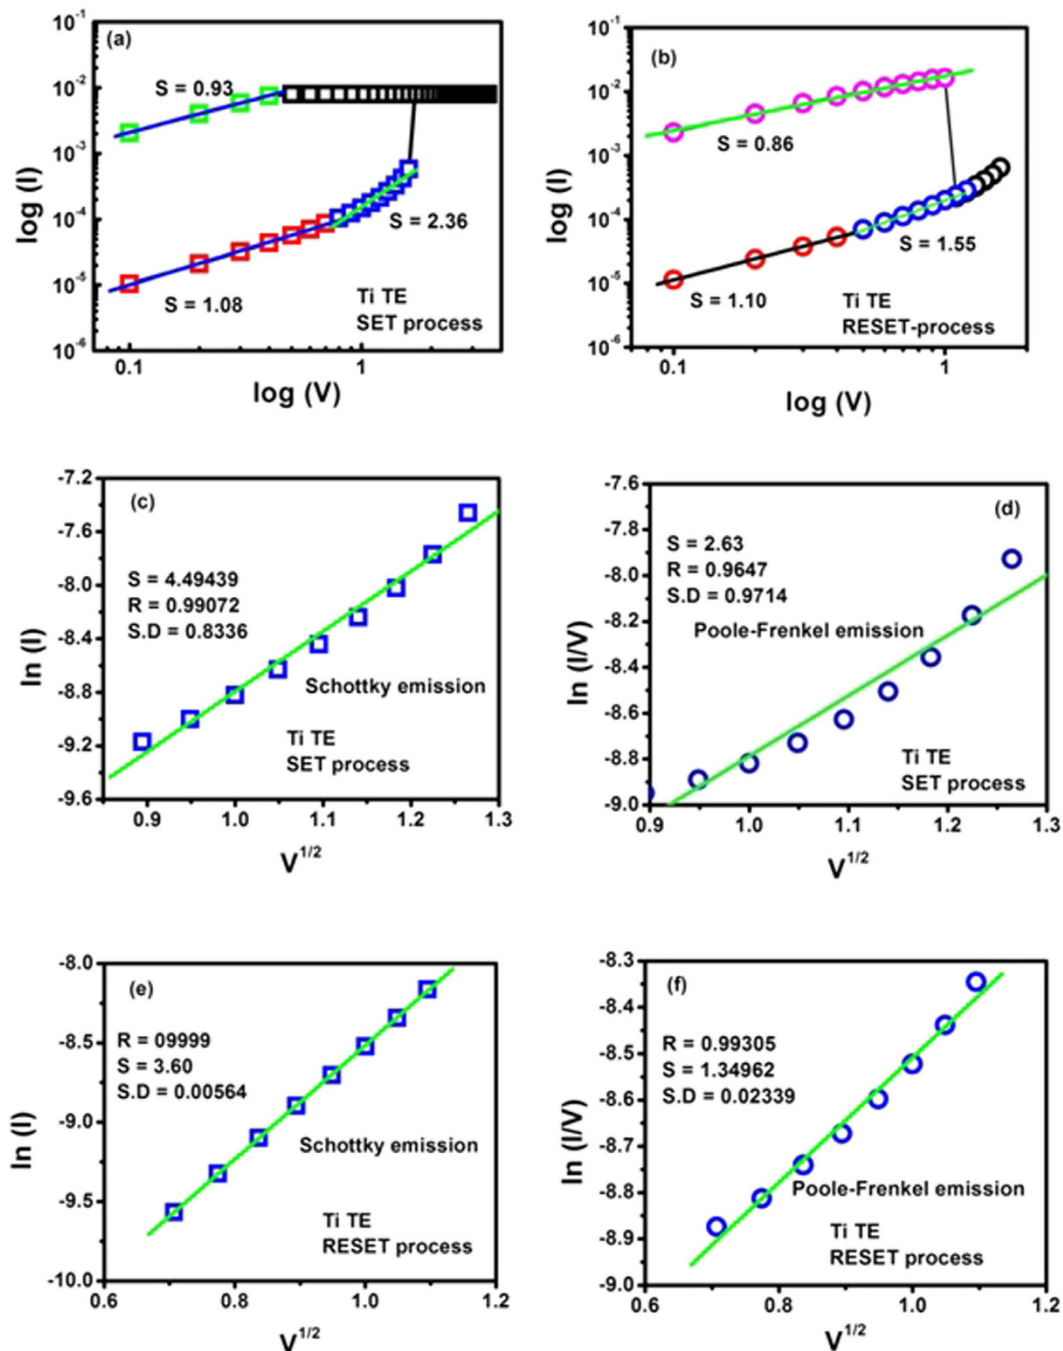 (a)
10⁻¹
10⁻²
10⁻³
10⁻⁴
10⁻⁵
10⁻⁶
log (I)
S = 0.93
S = 2.36
S = 1.08
Ti TE
SET process
0.1
1
log (V)
(b)
10⁻¹
10⁻²
10⁻³
10⁻⁴
10⁻⁵
10⁻⁶
log (I)
S = 0.86
S = 1.55
S = 1.10
Ti TE
RESET-process
0.1
1
log (V)
(c)
-7.2
-7.6
-8.0
-8.4
-8.8
-9.2
-9.6
ln (I)
S = 4.49439
R = 0.99072
S.D = 0.8336
Schottky emission
Ti TE
SET process
0.9 1.0 1.1 1.2 1.3
V1/2
(d)
-7.6
-7.8
-8.0
-8.2
-8.4
-8.6
-8.8
-9.0
ln (I/V)
S = 2.63
R = 0.9647
S.D = 0.9714
Poole-Frenkel emission
Ti TE
SET process
0.9 1.0 1.1 1.2 1.3
V1/2
(e)
-8.0
-8.5
-9.0
-9.5
-10.0
ln (I)
R = 09999
S = 3.60
S.D = 0.00564
Schottky emission
Ti TE
RESET process
0.6 0.8 1.0 1.2
V1/2
(f)
-8.3
-8.4
-8.5
-8.6
-8.7
-8.8
-8.9
-9.0
ln (I/V)
R = 0.99305
S = 1.34962
S.D = 0.02339
Poole-Frenkel emission
Ti TE
RESET process
0.6 0.8 1.0 1.2
V1/2